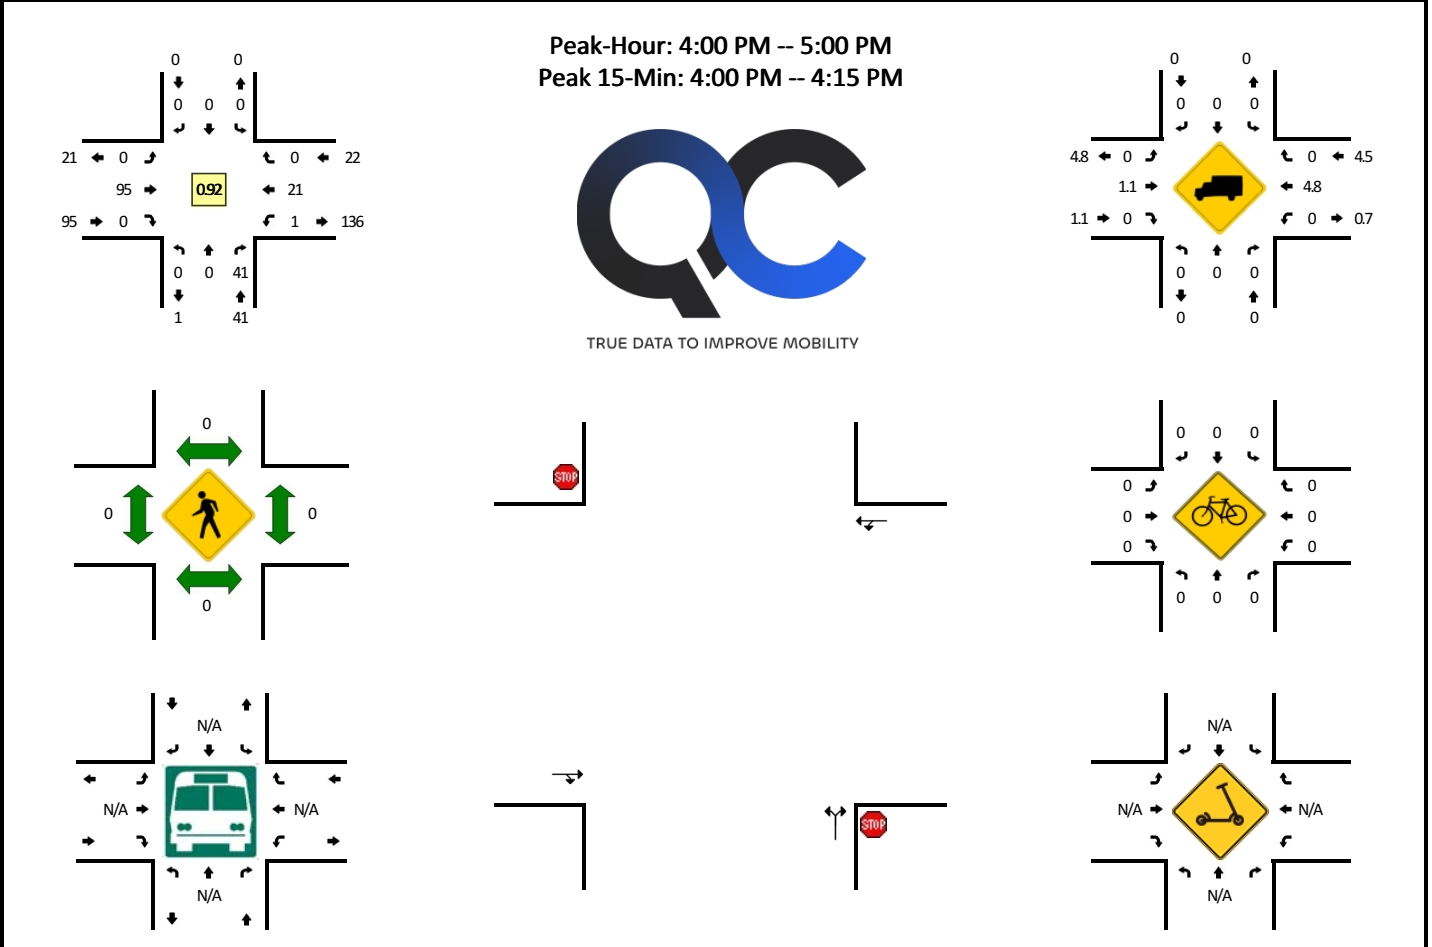 Peak-Hour: 4:00 PM -- 5:00 PM
Peak 15-Min: 4:00 PM -- 4:15 PM
0 0
0 0 0
21 0 0 22
95 0.92 21
95 0 1 136
0 0 41
1 41
QC
TRUE DATA TO IMPROVE MOBILITY
0 0
0 0 0
4.8 0 0 4.5
1.1 4.8
1.1 0 0 0.7
0 0 0
0 0
0
0 0
0
STOP
STOP
0 0 0
0 0
0 0
0 0
0 0 0
N/A
N/A N/A
N/A
N/A
N/A N/A
N/A